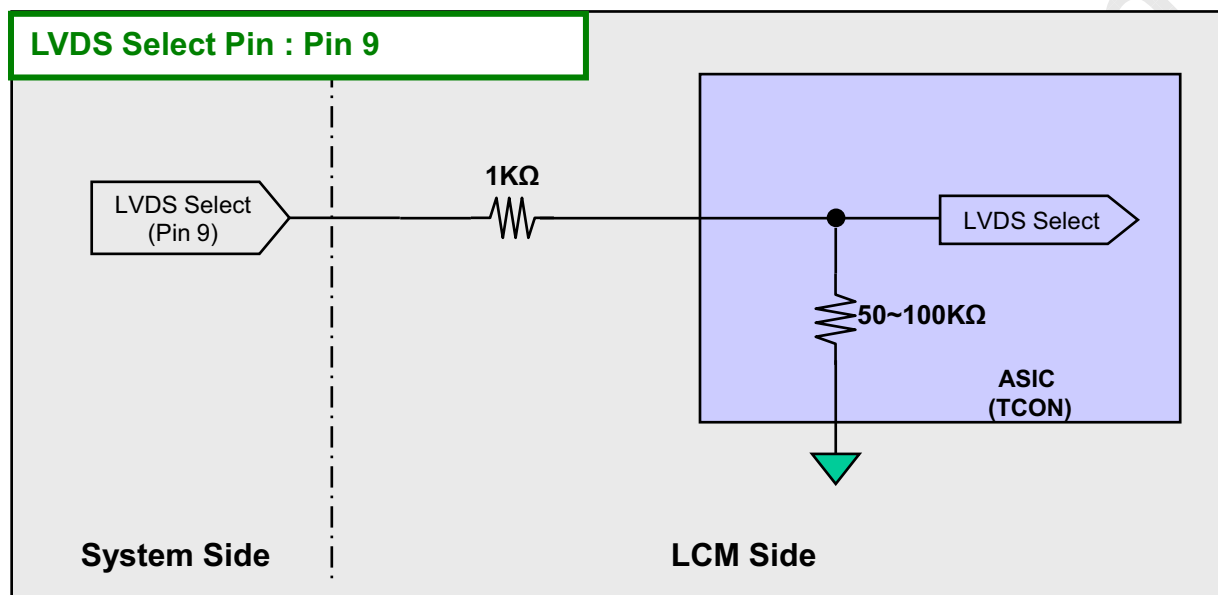 LVDS Select Pin : Pin 9
1KΩ
LVDS Select
(Pin 9)
LVDS Select
50~100KΩ
ASIC
(TCON)
System Side
LCM Side